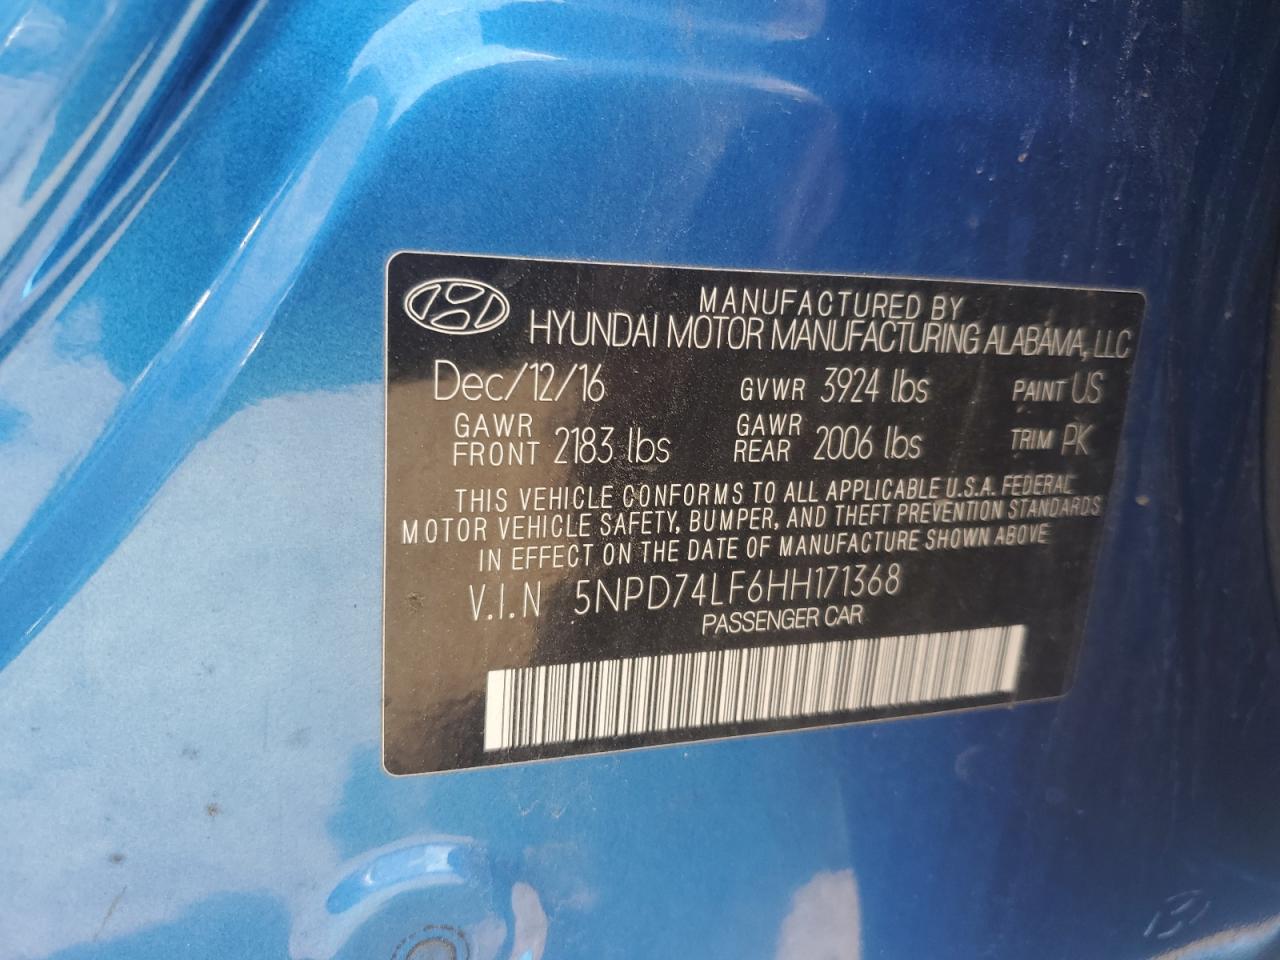 MANUFACTURED BY
HYUNDAI MOTOR MANUFACTURING ALABAMA, LLC
Dec/12/16 GVWR 3924 lbs PAINT US
GAWR FRONT 2183 lbs GAWR REAR 2006 lbs TRIM PK
THIS VEHICLE CONFORMS TO ALL APPLICABLE U.S.A. FEDERAL
MOTOR VEHICLE SAFETY, BUMPER, AND THEFT PREVENTION STANDARDS
IN EFFECT ON THE DATE OF MANUFACTURE SHOWN ABOVE
V.I.N 5NPD74LF6HH171368
PASSENGER CAR